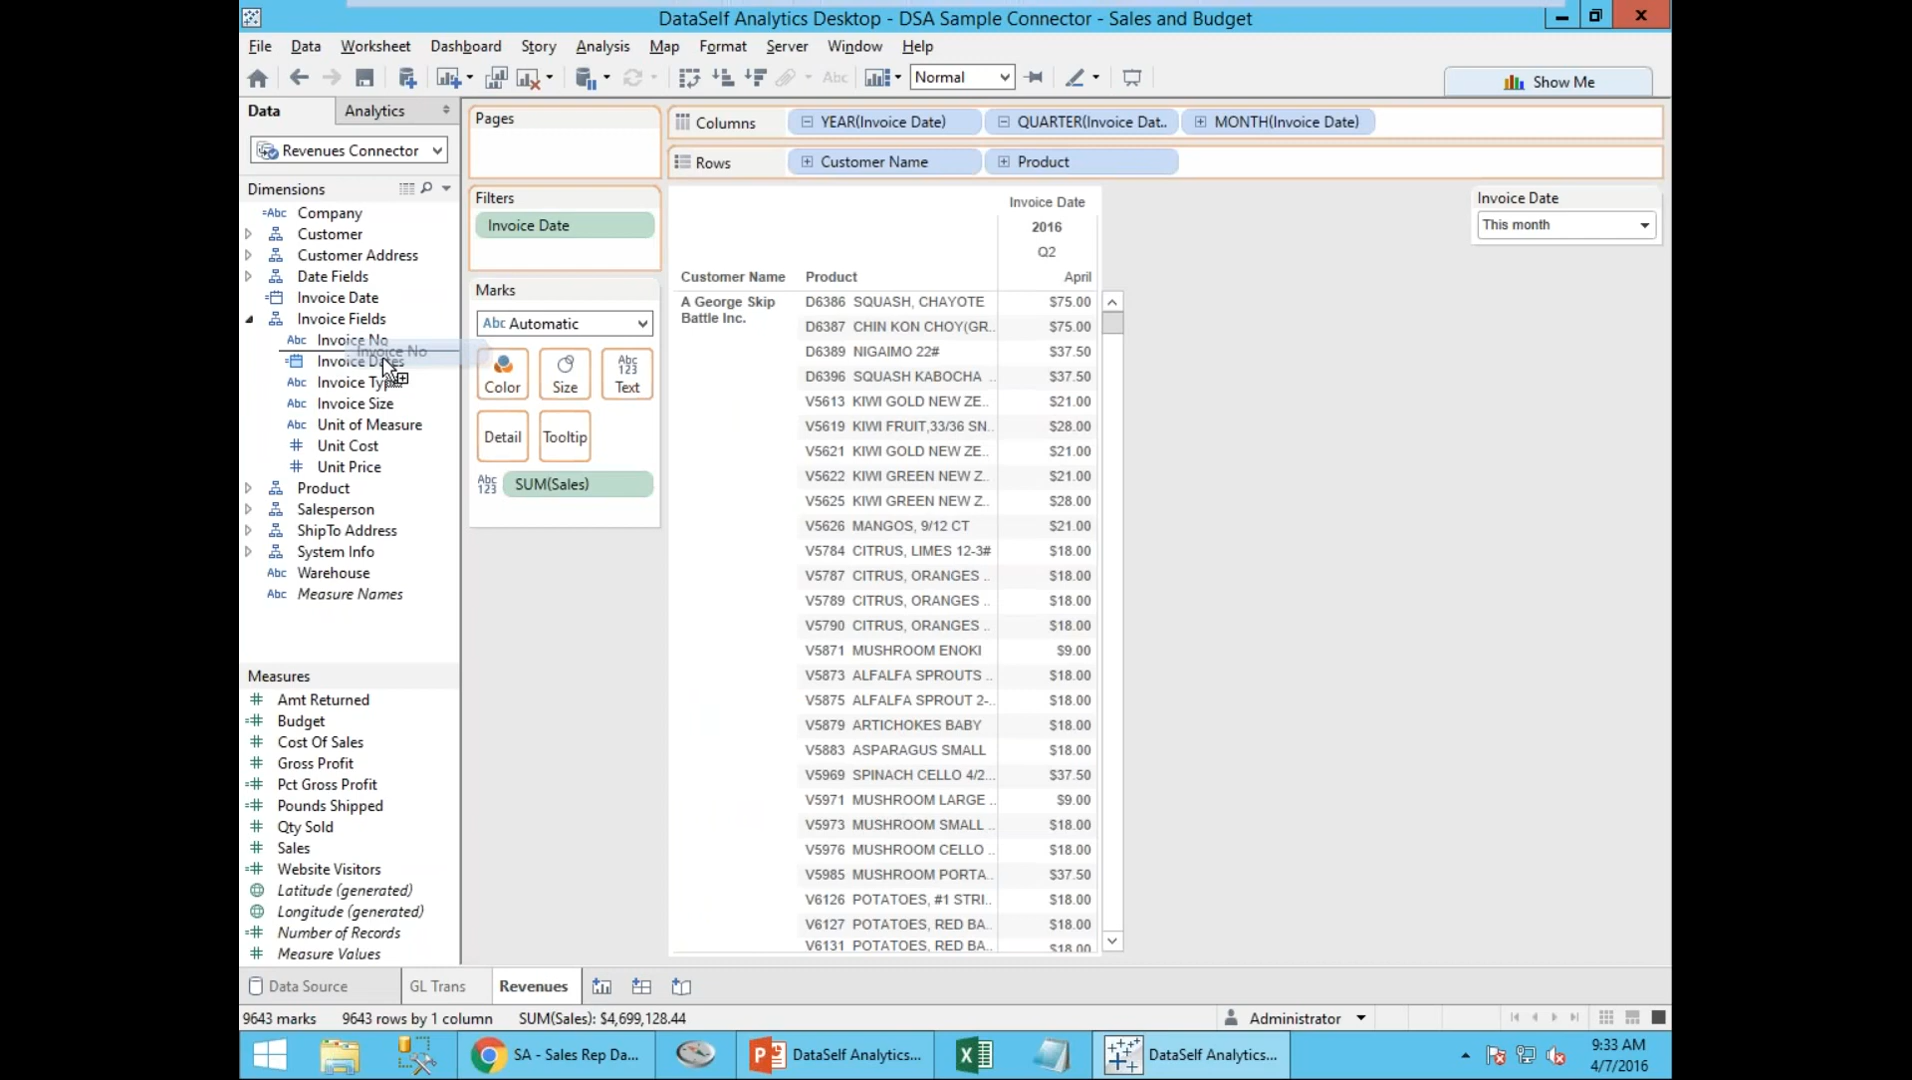 DataSelf Analytics Desktop - DSA Sample Connector - Sales and Budget
File Data Worksheet Dashboard Story Analysis Map Format Server Window Help
Abc Normal Show Me
Data Analytics
Revenues Connector
Dimensions
Abc Company
Customer
Customer Address
Date Fields
Invoice Date
Invoice Fields
Abc Invoice No
Invoice No
Invoice Dates
Abc
Abc Invoice Size
Abc Unit of Measure
# Unit Cost
# Unit Price
Product
Salesperson
ShipTo Address
System Info
Abc Warehouse
Abc Measure Names
Measures
# Amt Returned
# Budget
# Cost Of Sales
# Gross Profit
# Pct Gross Profit
# Pounds Shipped
# Qty Sold
# Sales
# Website Visitors
Latitude (generated)
Longitude (generated)
# Number of Records
# Measure Values
Pages
Filters
Invoice Date
Marks
Abc Automatic
Color Size Abc 123 Text
Detail Tooltip
Abc 123 SUM(Sales)
Columns YEAR(Invoice Date) QUARTER(Invoice Dat.. MONTH(Invoice Date)
Rows Customer Name Product
Invoice Date
2016
Q2
Customer Name Product April
A George Skip Battle Inc. D6386 SQUASH, CHAYOTE $75.00
D6387 CHIN KON CHOY(GR.. $75.00
D6389 NIGAIMO 22# $37.50
D6396 SQUASH KABOCHA .. $37.50
V5613 KIWI GOLD NEW ZE.. $21.00
V5619 KIWI FRUIT,33/36 SN.. $28.00
V5621 KIWI GOLD NEW ZE.. $21.00
V5622 KIWI GREEN NEW Z.. $21.00
V5625 KIWI GREEN NEW Z.. $28.00
V5626 MANGOS, 9/12 CT $21.00
V5784 CITRUS, LIMES 12-3# $18.00
V5787 CITRUS, ORANGES .. $18.00
V5789 CITRUS, ORANGES .. $18.00
V5790 CITRUS, ORANGES .. $18.00
V5871 MUSHROOM ENOKI $9.00
V5873 ALFALFA SPROUTS .. $18.00
V5875 ALFALFA SPROUT 2-.. $18.00
V5879 ARTICHOKES BABY $18.00
V5883 ASPARAGUS SMALL $18.00
V5969 SPINACH CELLO 4/2.. $37.50
V5971 MUSHROOM LARGE .. $9.00
V5973 MUSHROOM SMALL .. $18.00
V5976 MUSHROOM CELLO .. $18.00
V5985 MUSHROOM PORTA.. $37.50
V6126 POTATOES, #1 STRI.. $18.00
V6127 POTATOES, RED BA.. $18.00
V6131 POTATOES, RED BA.. $18.00
Invoice Date
This month
Data Source GL Trans Revenues
9643 marks 9643 rows by 1 column SUM(Sales): $4,699,128.44 Administrator
SA - Sales Rep Da... DataSelf Analytics... DataSelf Analytics... 9:33 AM
4/7/2016